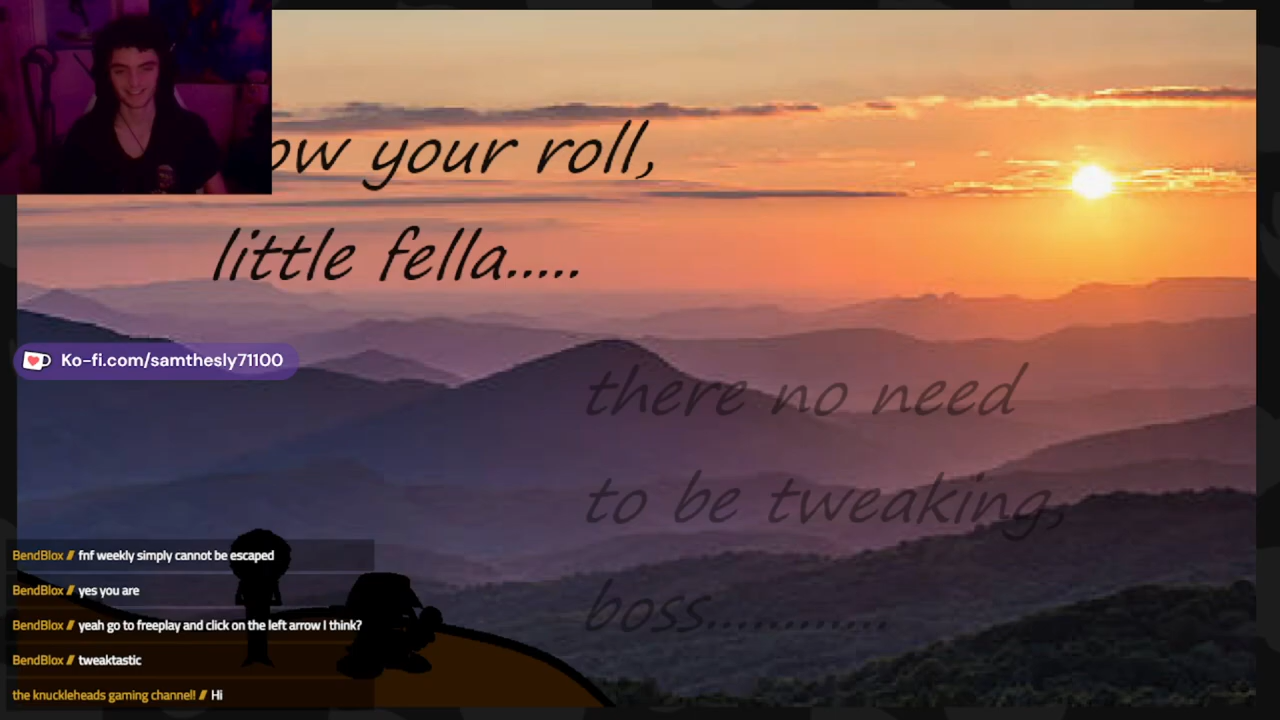 ow your roll,
little fella.....
Ko-fi.com/samthesly71100
there no need
to be tweaking,
boss............
BendBlox // fnf weekly simply cannot be escaped
BendBlox // yes you are
BendBlox // yeah go to freeplay and click on the left arrow I think?
BendBlox // tweaktastic
the knuckleheads gaming channel! // Hi